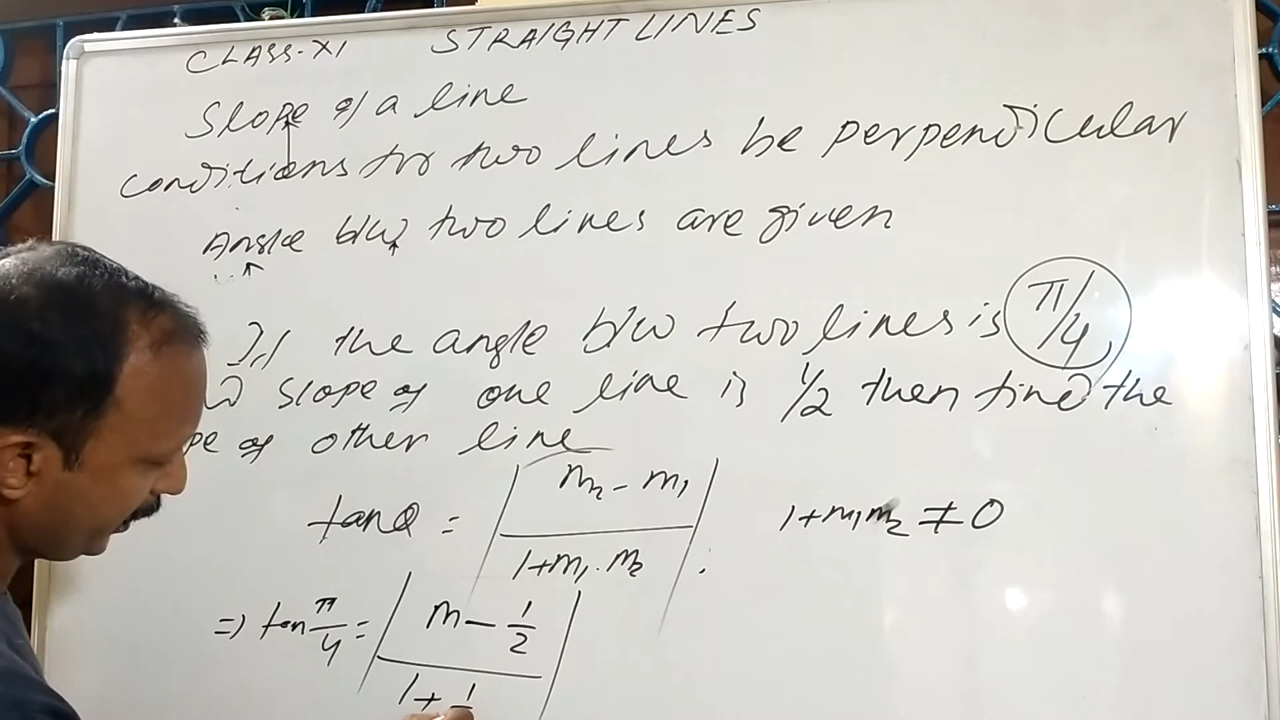 CLASS-XI STRAIGHT LINES
Slope of a line
conditions for two lines be perpendicular
Angle b/w two lines are given
If the angle b/w two lines is π/4,
slope of one line is 1/2 then find the
of other line
tanθ = | m₂ - m₁ / 1+m₁.m₂ | . 1+m₁m₂ ≠ 0
=> tan π/4 = | m - 1/2 / 1+ 1/